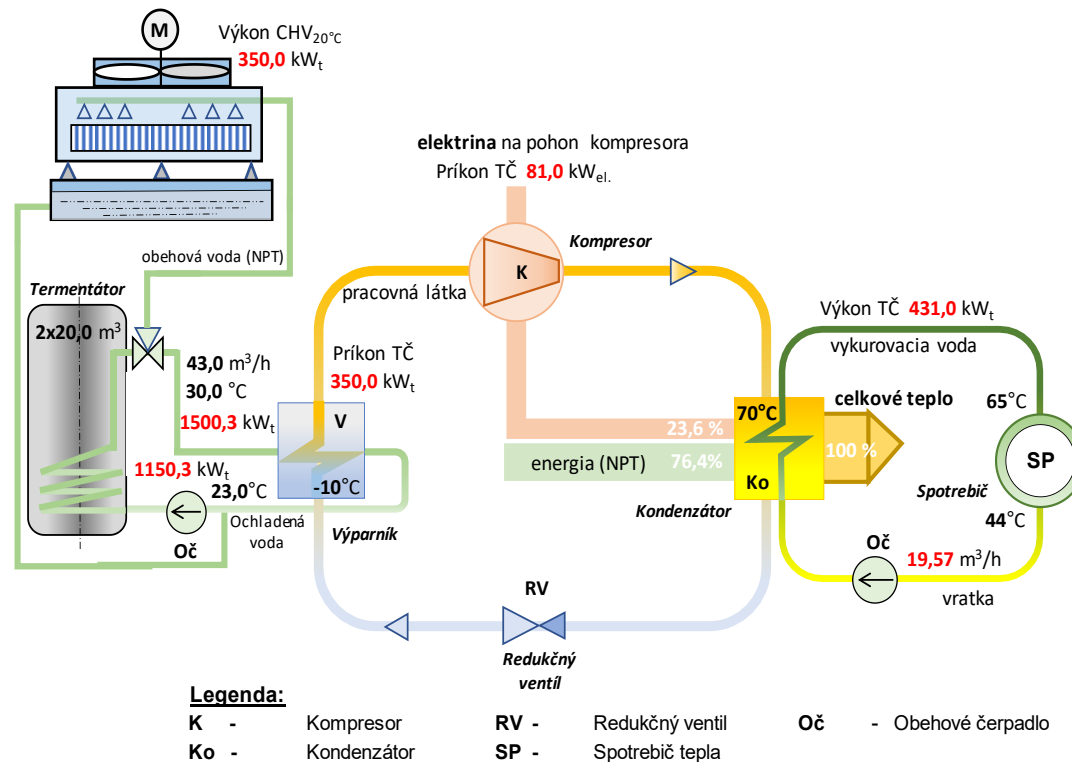 M
Výkon CHV20°C
350,0 kWt
elektrina na pohon kompresora
Príkon TČ 81,0 kWel.
obehová voda (NPT)
Kompresor
K
pracovná látka
Termentátor
2x20,0 m³
43,0 m³/h
30,0 °C
1500,3 kWt
Príkon TČ
350,0 kWt
V
-10°C
1150,3 kWt
23,0°C
Ochladená
voda
Oč
Výparník
Výkon TČ 431,0 kWt
vykurovacia voda
70°C
celkové teplo
65°C
23,6 %
100 %
energia (NPT)
76,4%
Ko
SP
Kondenzátor
Spotrebič
44°C
Oč
19,57 m³/h
vratka
RV
Redukčný
ventíl
Legenda:
K - Kompresor RV - Redukčný ventil Oč - Obehové čerpadlo
Ko - Kondenzátor SP - Spotrebič tepla